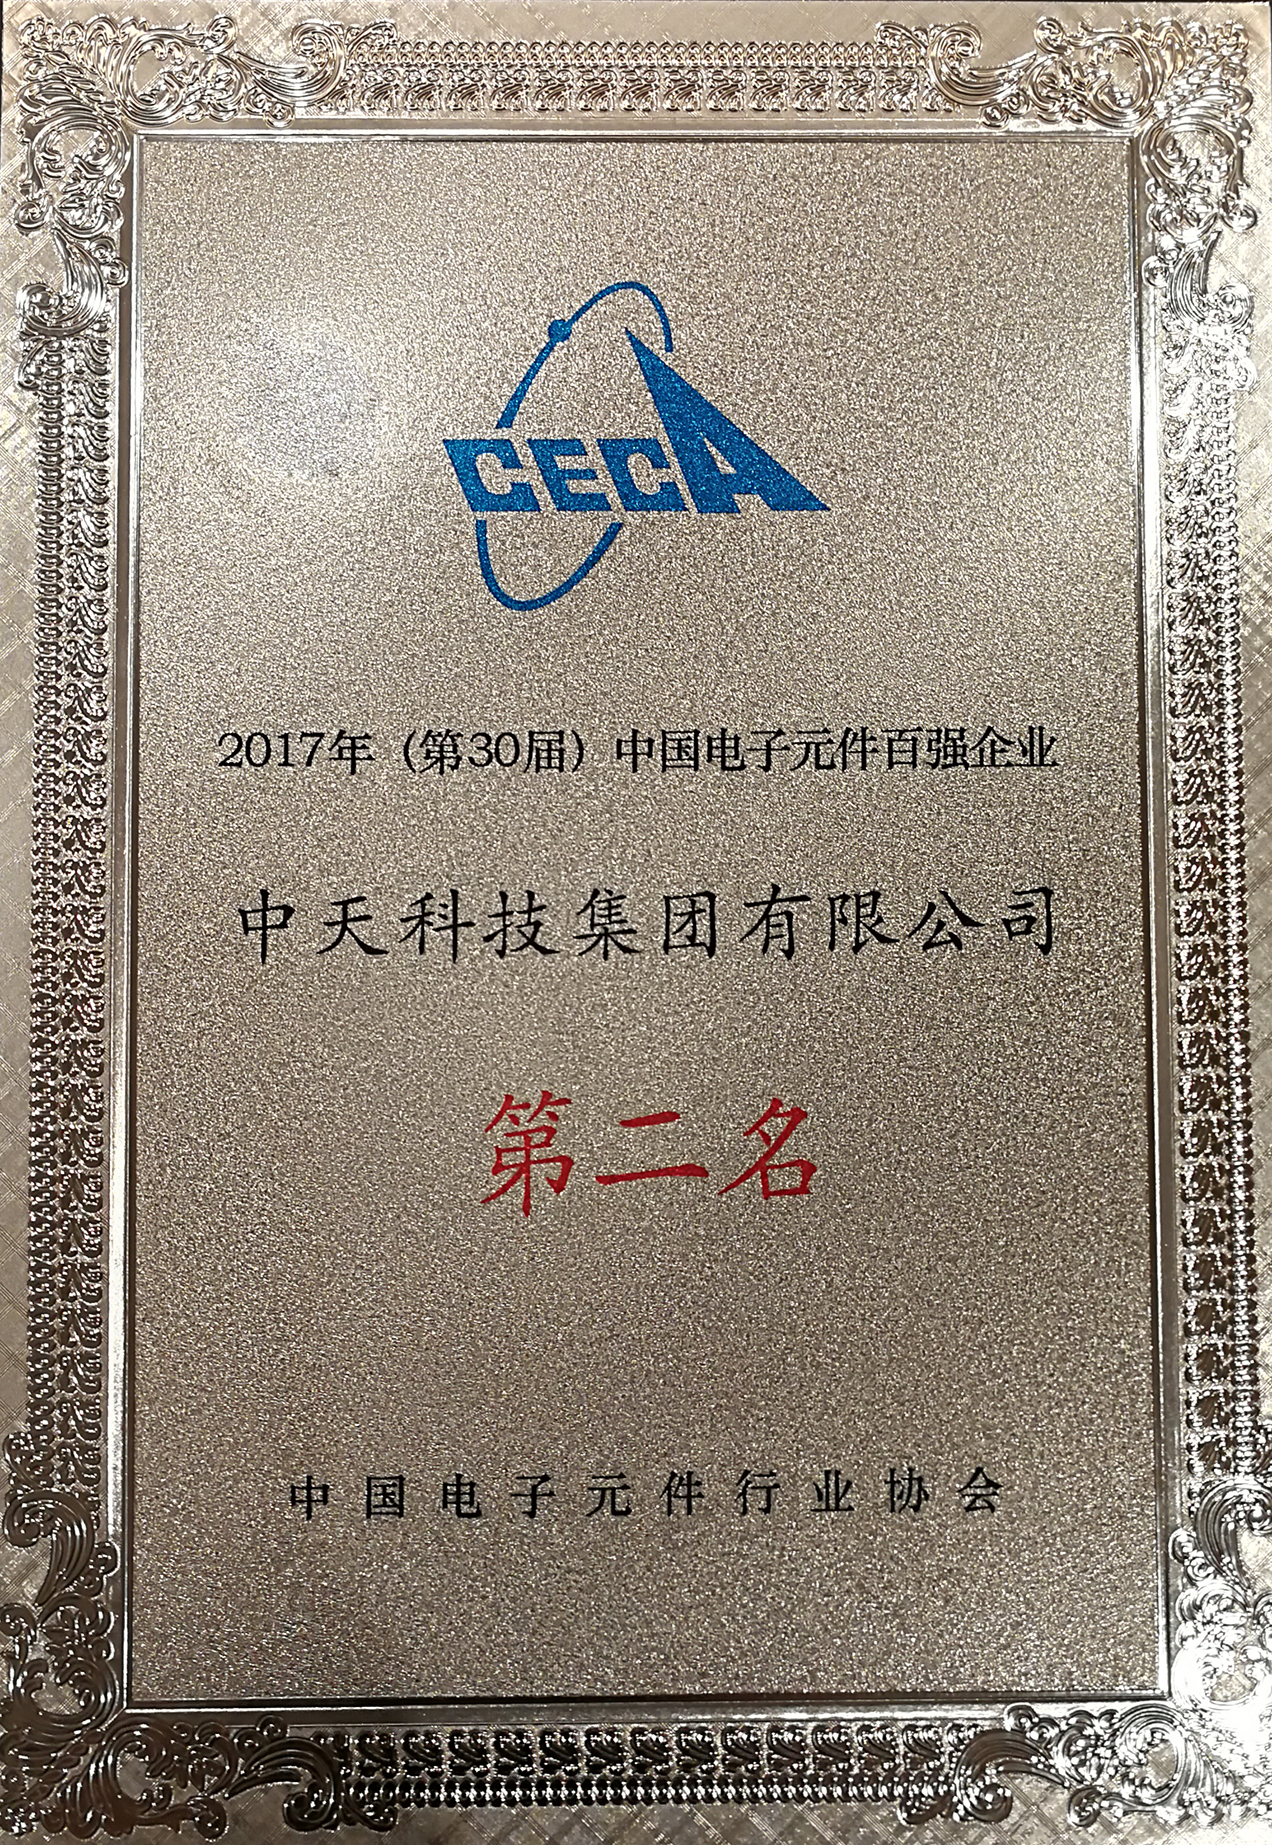 CECA
2017年（第30届）中国电子元件百强企业
中天科技集团有限公司
第二名
中国电子元件行业协会